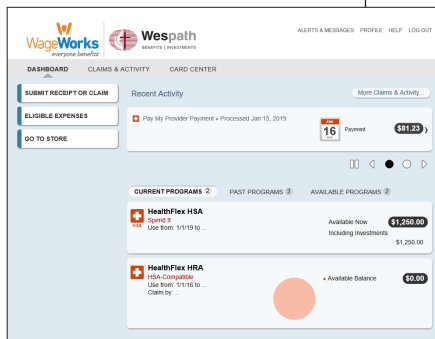 WageWorks
everyone benefits®
Wespath
BENEFITS | INVESTMENTS
ALERTS & MESSAGES PROFILE HELP LOG OUT
DASHBOARD CLAIMS & ACTIVITY CARD CENTER
SUBMIT RECEIPT OR CLAIM
ELIGIBLE EXPENSES
GO TO STORE
Recent Activity
More Claims & Activity...
Pay My Provider Payment • Processed Jan 15, 2019
JAN
16
Payment
$81.23
CURRENT PROGRAMS 2 PAST PROGRAMS 2 AVAILABLE PROGRAMS 2
HSA
HealthFlex HSA
Spend It
Use from: 1/1/19 to ...
Available Now $1,250.00
Including Investments
$1,250.00
HealthFlex HRA
HSA-Compatible
Use from: 1/1/16 to ...
Claim by: ...
Available Balance $0.00